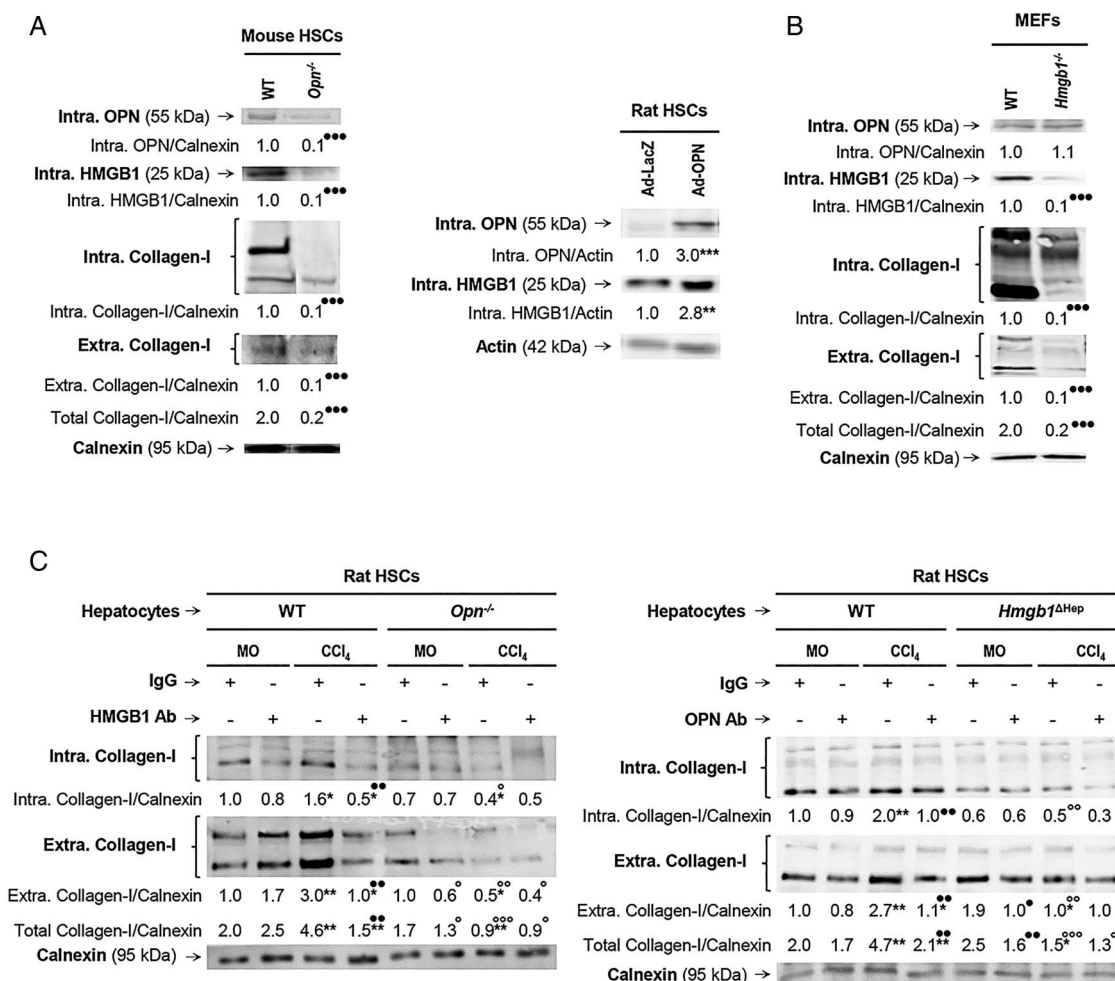 A
Mouse HSCs
WT Opn-/-
Intra. OPN (55 kDa) →
Intra. OPN/Calnexin 1.0 0.1•••
Intra. HMGB1 (25 kDa) →
Intra. HMGB1/Calnexin 1.0 0.1•••
Intra. Collagen-I
Intra. Collagen-I/Calnexin 1.0 0.1•••
Extra. Collagen-I
Extra. Collagen-I/Calnexin 1.0 0.1•••
Total Collagen-I/Calnexin 2.0 0.2•••
Calnexin (95 kDa) →
Rat HSCs
Ad-LacZ Ad-OPN
Intra. OPN (55 kDa) →
Intra. OPN/Actin 1.0 3.0***
Intra. HMGB1 (25 kDa) →
Intra. HMGB1/Actin 1.0 2.8**
Actin (42 kDa) →
B
MEFs
WT Hmgb1-/-
Intra. OPN (55 kDa) →
Intra. OPN/Calnexin 1.0 1.1
Intra. HMGB1 (25 kDa) →
Intra. HMGB1/Calnexin 1.0 0.1•••
Intra. Collagen-I
Intra. Collagen-I/Calnexin 1.0 0.1•••
Extra. Collagen-I
Extra. Collagen-I/Calnexin 1.0 0.1•••
Total Collagen-I/Calnexin 2.0 0.2•••
Calnexin (95 kDa) →
C
Rat HSCs
Hepatocytes → WT Opn-/-
MO CCl4 MO CCl4
IgG → + - + - + - + -
HMGB1 Ab → - + - + - + - +
Intra. Collagen-I
Intra. Collagen-I/Calnexin 1.0 0.8 1.6* 0.5*•• 0.7 0.7 0.4*° 0.5
Extra. Collagen-I
Extra. Collagen-I/Calnexin 1.0 1.7 3.0** 1.0*•• 1.0 0.6° 0.5*°° 0.4°
Total Collagen-I/Calnexin 2.0 2.5 4.6** 1.5**•• 1.7 1.3° 0.9**°°° 0.9°
Calnexin (95 kDa) →
Rat HSCs
Hepatocytes → WT Hmgb1ΔHep
MO CCl4 MO CCl4
IgG → + - + - + - + -
OPN Ab → - + - + - + - +
Intra. Collagen-I
Intra. Collagen-I/Calnexin 1.0 0.9 2.0** 1.0•• 0.6 0.6 0.5°° 0.3
Extra. Collagen-I
Extra. Collagen-I/Calnexin 1.0 0.8 2.7** 1.1*•• 1.9 1.0• 1.0*°° 1.0
Total Collagen-I/Calnexin 2.0 1.7 4.7** 2.1**•• 2.5 1.6•• 1.5*°°° 1.3°
Calnexin (95 kDa) →